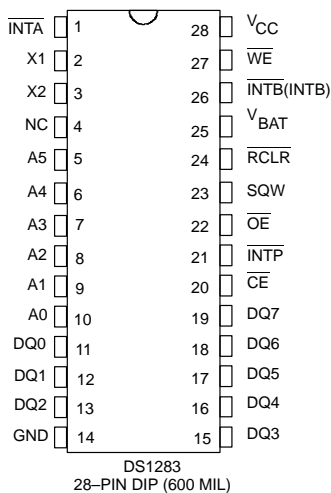 INTA 1 28 VCC
X1 2 27 WE
X2 3 26 INTB(INTB)
NC 4 25 VBAT
A5 5 24 RCLR
A4 6 23 SQW
A3 7 22 OE
A2 8 21 INTP
A1 9 20 CE
A0 10 19 DQ7
DQ0 11 18 DQ6
DQ1 12 17 DQ5
DQ2 13 16 DQ4
GND 14 15 DQ3
DS1283
28–PIN DIP (600 MIL)